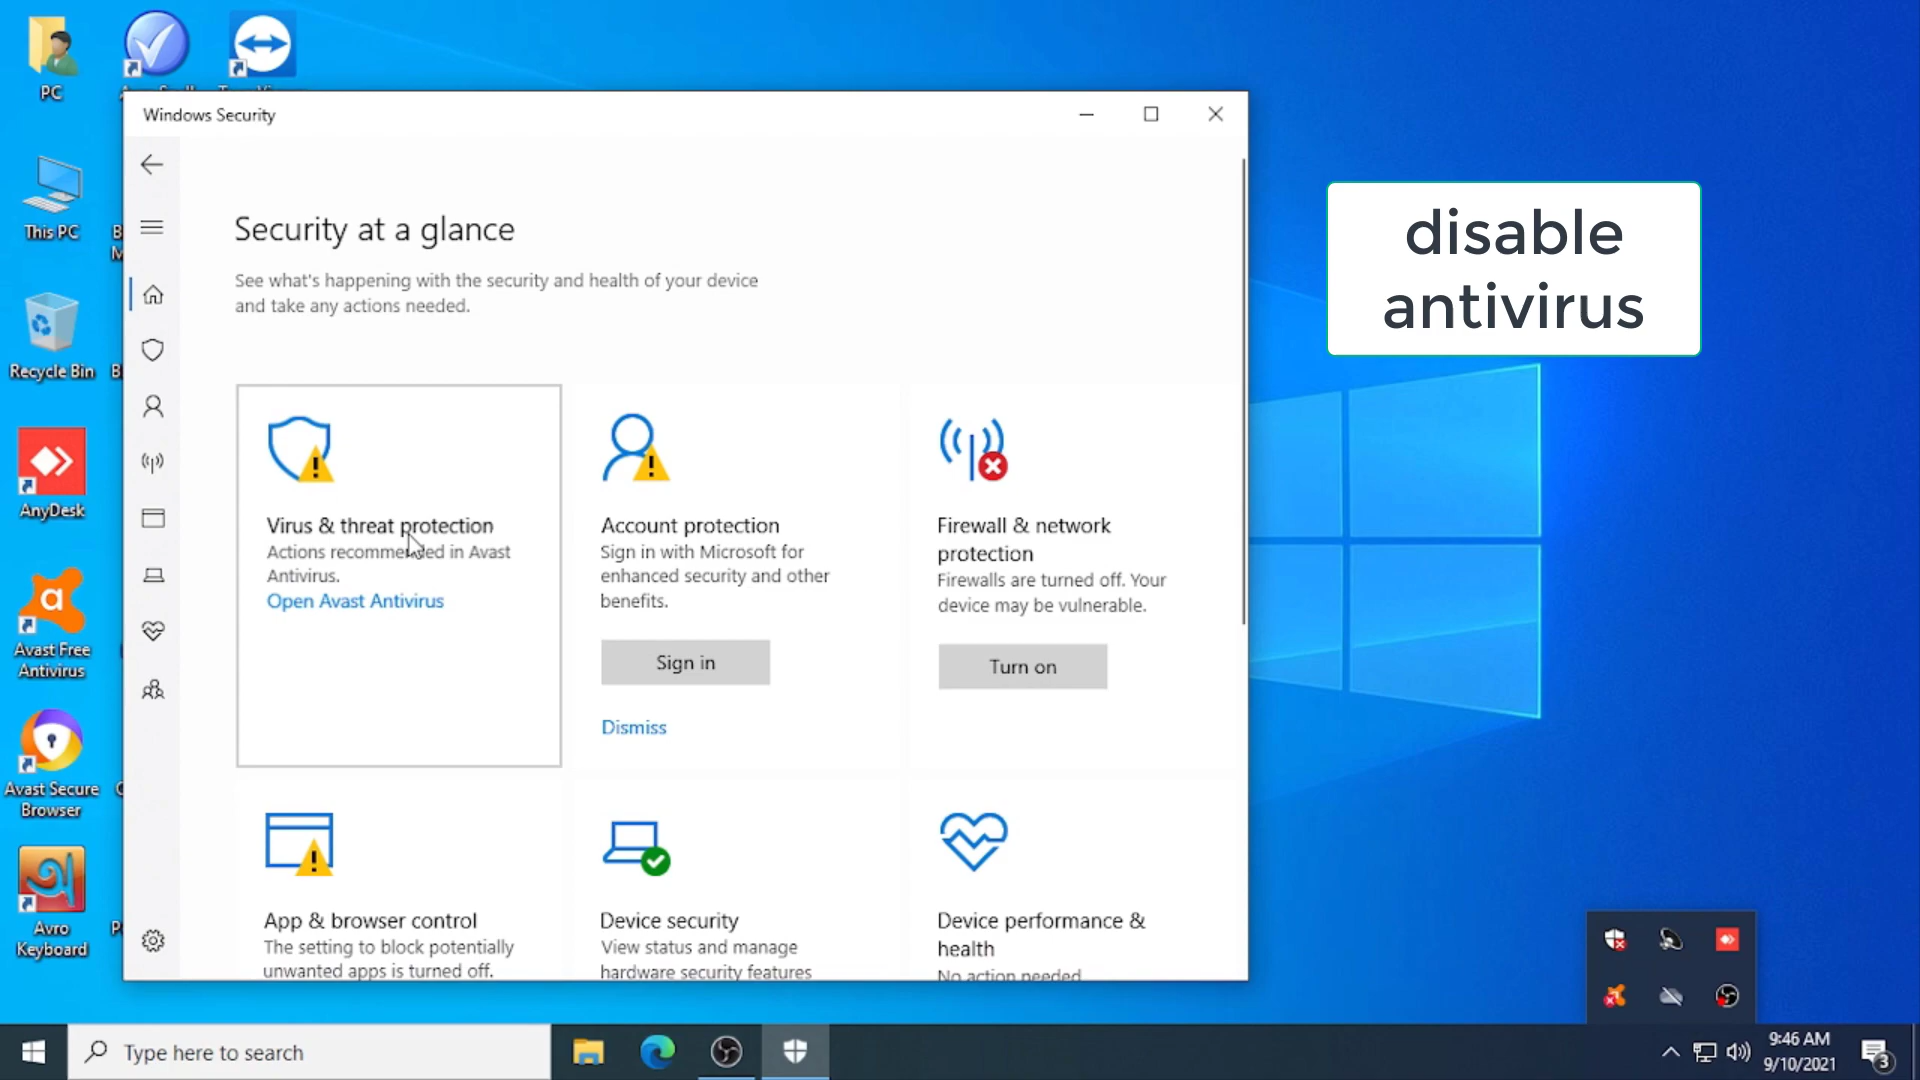 PC
This PC
Recycle Bin
AnyDesk
Avast Free
Antivirus
Avast Secure
Browser
Avro
Keyboard
Windows Security
Security at a glance
See what's happening with the security and health of your device
and take any actions needed.
Virus & threat protection
Actions recommended in Avast
Antivirus.
Open Avast Antivirus
Account protection
Sign in with Microsoft for
enhanced security and other
benefits.
Sign in
Dismiss
Firewall & network
protection
Firewalls are turned off. Your
device may be vulnerable.
Turn on
App & browser control
The setting to block potentially
unwanted apps is turned off.
Device security
View status and manage
hardware security features
Device performance &
health
No action needed
disable
antivirus
Type here to search
9:46 AM
9/10/2021
3